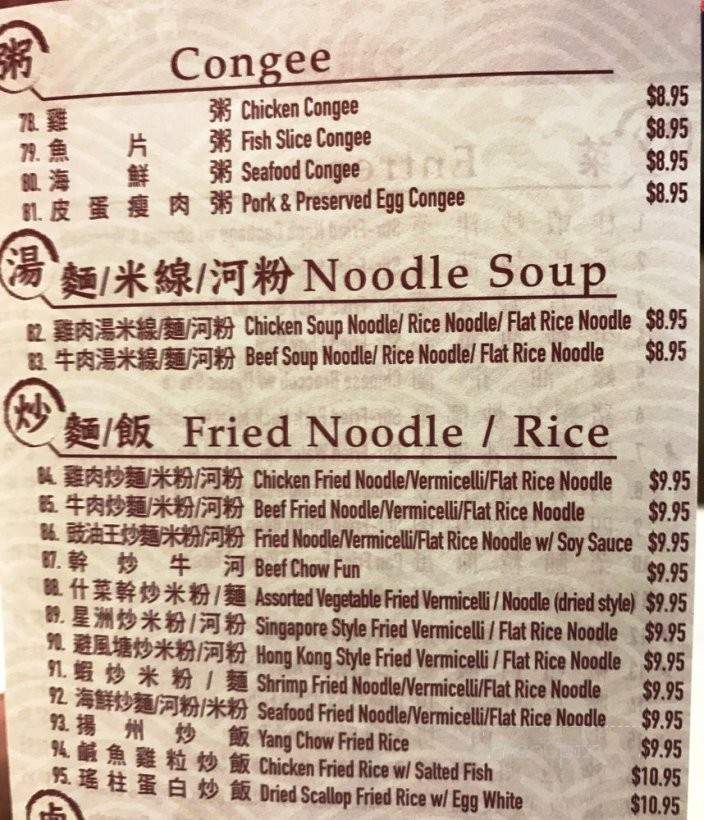 粥 Congee
78. 雞 粥 Chicken Congee $8.95
79. 魚 片 粥 Fish Slice Congee $8.95
80. 海 鮮 粥 Seafood Congee $8.95
81. 皮 蛋 瘦 肉 粥 Pork & Preserved Egg Congee $8.95
湯 麵/米線/河粉 Noodle Soup
82. 雞肉湯米線/麵/河粉 Chicken Soup Noodle/ Rice Noodle/ Flat Rice Noodle $8.95
83. 牛肉湯米線/麵/河粉 Beef Soup Noodle/ Rice Noodle/ Flat Rice Noodle $8.95
炒 麵/飯 Fried Noodle / Rice
84. 雞肉炒麵/米粉/河粉 Chicken Fried Noodle/Vermicelli/Flat Rice Noodle $9.95
85. 牛肉炒麵/米粉/河粉 Beef Fried Noodle/Vermicelli/Flat Rice Noodle $9.95
86. 豉油王炒麵/米粉/河粉 Fried Noodle/Vermicelli/Flat Rice Noodle w/ Soy Sauce $9.95
87. 幹 炒 牛 河 Beef Chow Fun $9.95
88. 什菜幹炒米粉/麵 Assorted Vegetable Fried Vermicelli / Noodle (dried style) $9.95
89. 星洲炒米粉/河粉 Singapore Style Fried Vermicelli / Flat Rice Noodle $9.95
90. 避風塘炒米粉/河粉 Hong Kong Style Fried Vermicelli / Flat Rice Noodle $9.95
91. 蝦 炒 米 粉 / 麵 Shrimp Fried Noodle/Vermicelli/Flat Rice Noodle $9.95
92. 海鮮炒麵/河粉/米粉 Seafood Fried Noodle/Vermicelli/Flat Rice Noodle $9.95
93. 揚 州 炒 飯 Yang Chow Fried Rice $9.95
94. 鹹 魚 雞 粒 炒 飯 Chicken Fried Rice w/ Salted Fish $10.95
95. 瑤 柱 蛋 白 炒 飯 Dried Scallop Fried Rice w/ Egg White $10.95